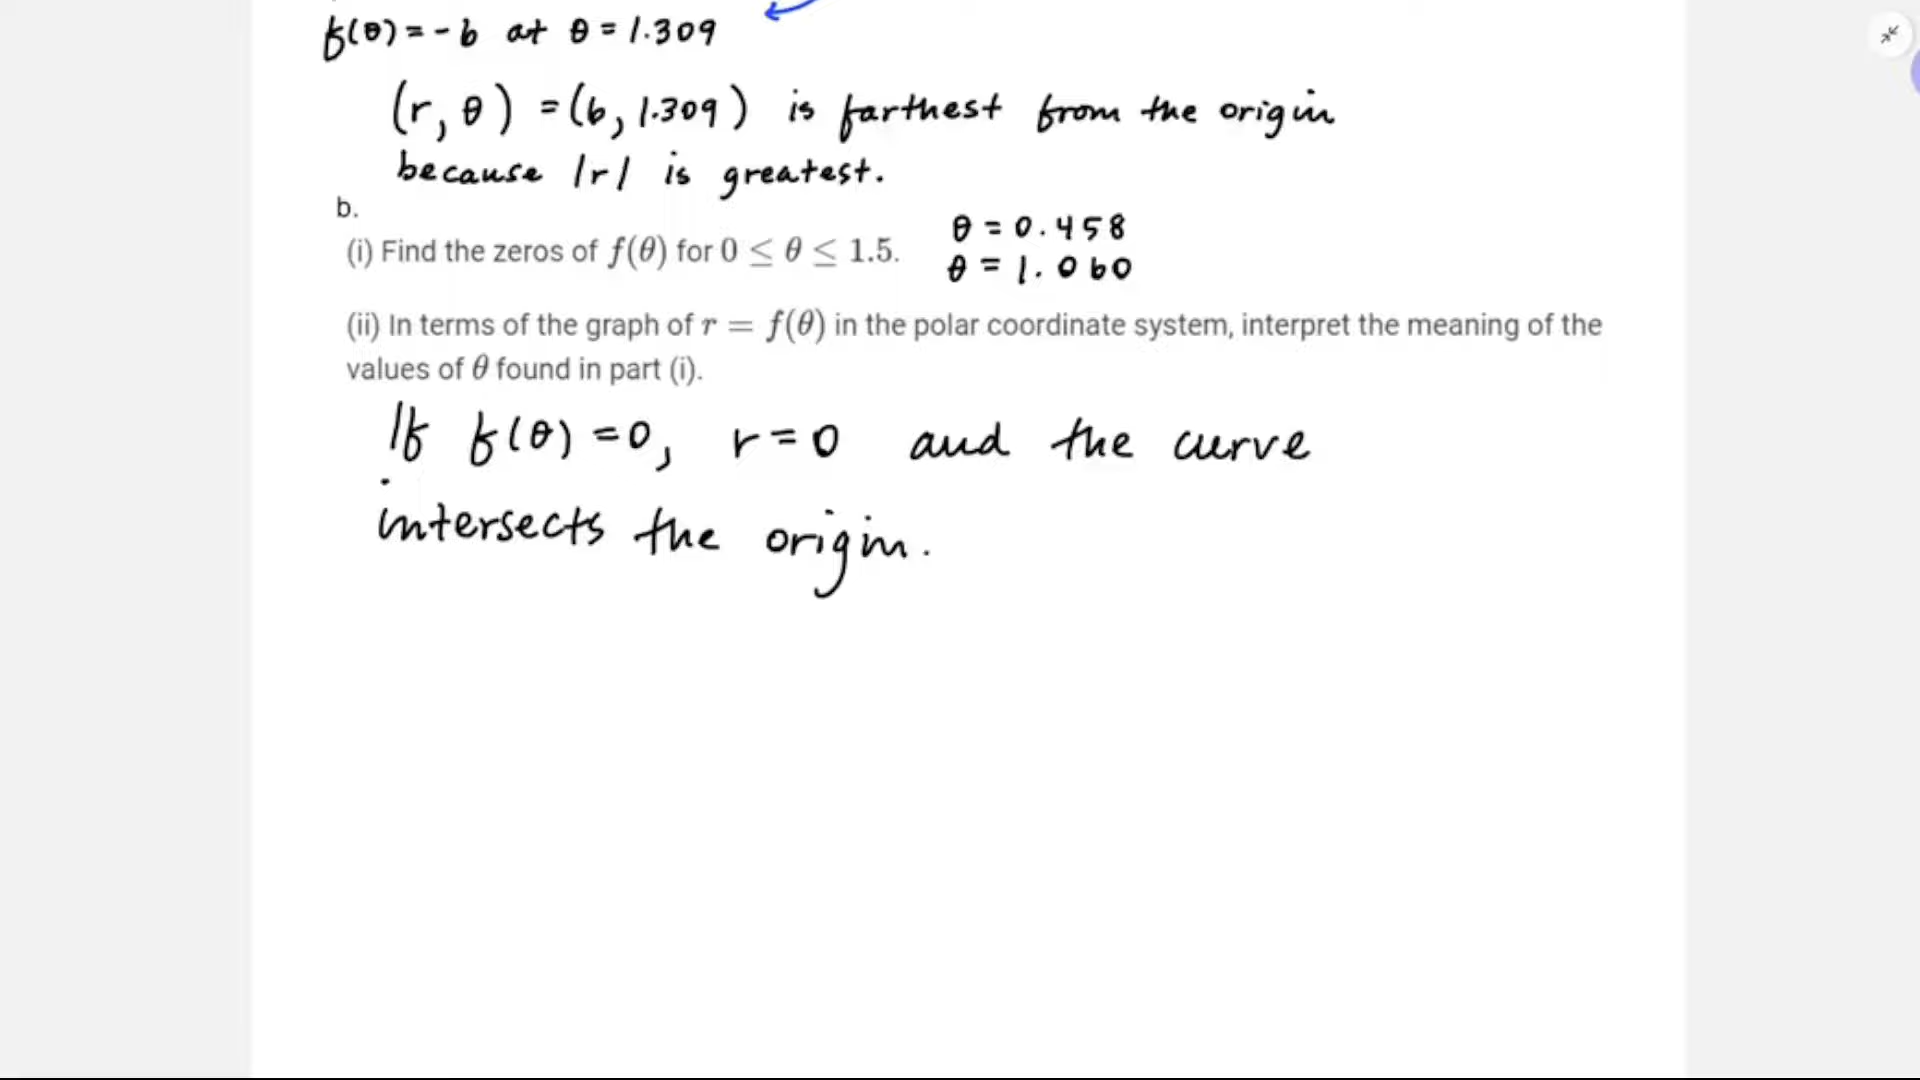 f(θ) = -6 at θ = 1.309
(r, θ) = (6, 1.309) is farthest from the origin
because |r| is greatest.
b.
(i) Find the zeros of f(θ) for 0 ≤ θ ≤ 1.5. θ = 0.458
θ = 1.060
(ii) In terms of the graph of r = f(θ) in the polar coordinate system, interpret the meaning of the
values of θ found in part (i).
If f(θ) = 0, r = 0 and the curve
intersects the origin.